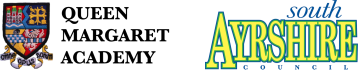 QUEEN
MARGARET
ACADEMY
south
AYRSHIRE
COUNCIL